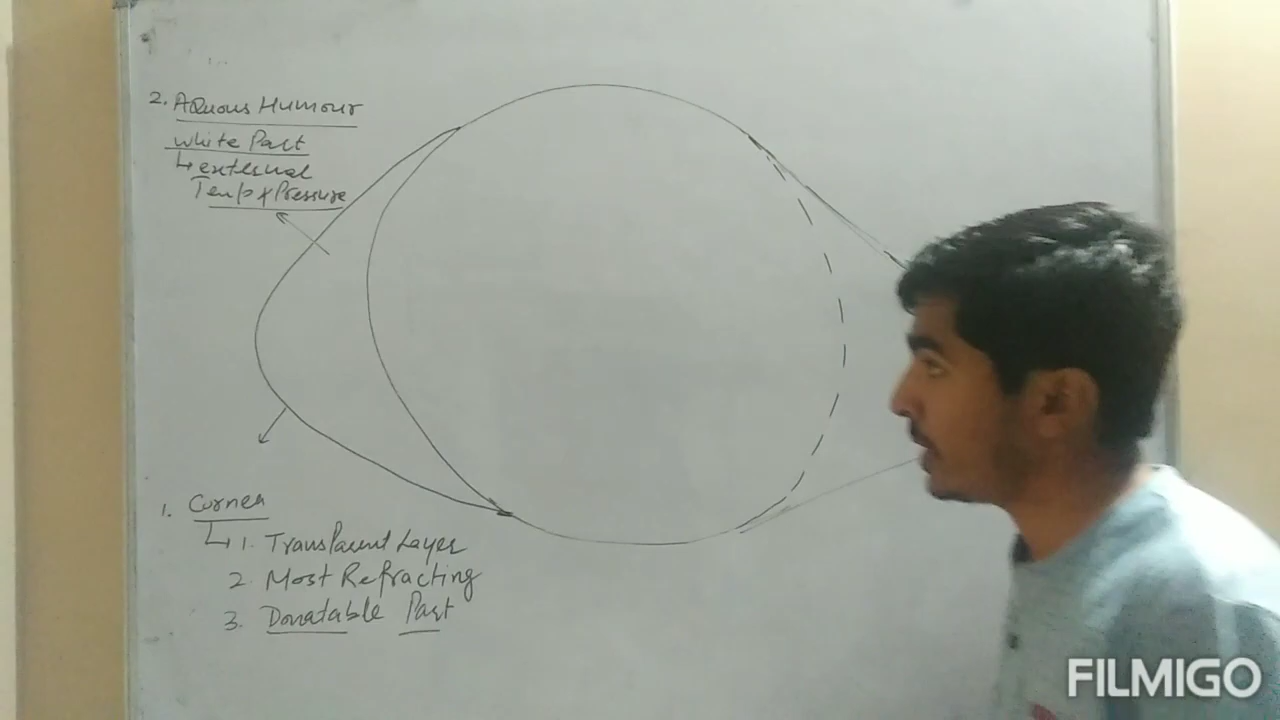 2. Aquous Humour
white Part
↳ external
Temp & Pressure
1. Cornea
↳ 1. Transparent Layer
2. Most Refracting
3. Donatable Part
FILMIGO